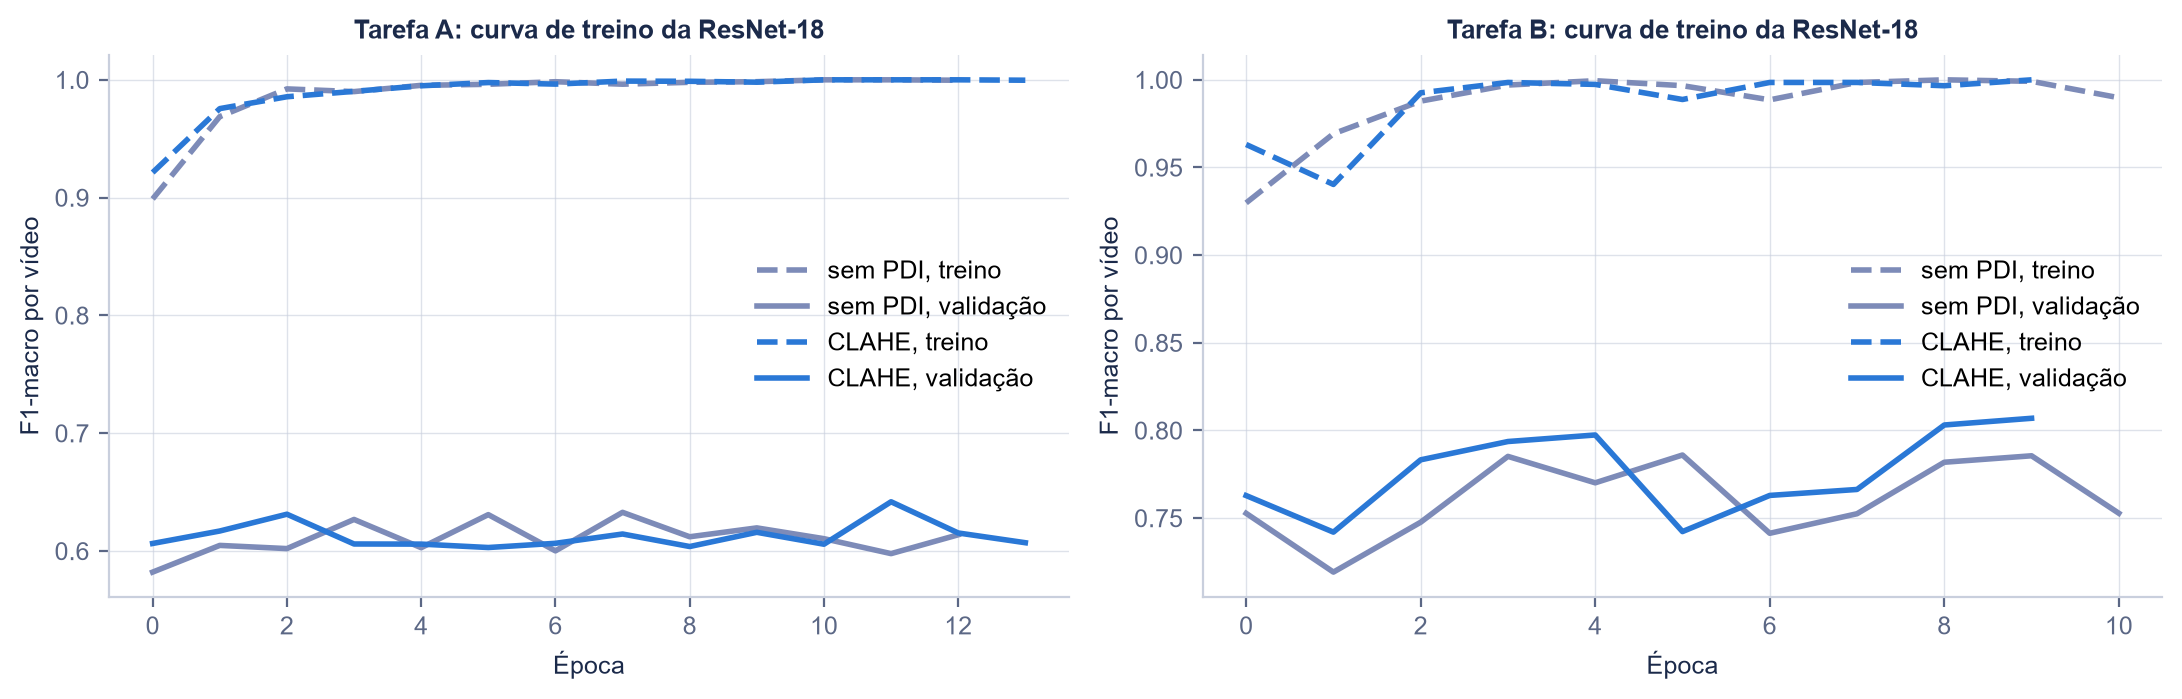 Tarefa A: curva de treino da ResNet-18
F1-macro por vídeo
1.0
0.9
0.8
0.7
0.6
sem PDI, treino
sem PDI, validação
CLAHE, treino
CLAHE, validação
0 2 4 6 8 10 12
Época
Tarefa B: curva de treino da ResNet-18
F1-macro por vídeo
1.00
0.95
0.90
0.85
0.80
0.75
sem PDI, treino
sem PDI, validação
CLAHE, treino
CLAHE, validação
0 2 4 6 8 10
Época